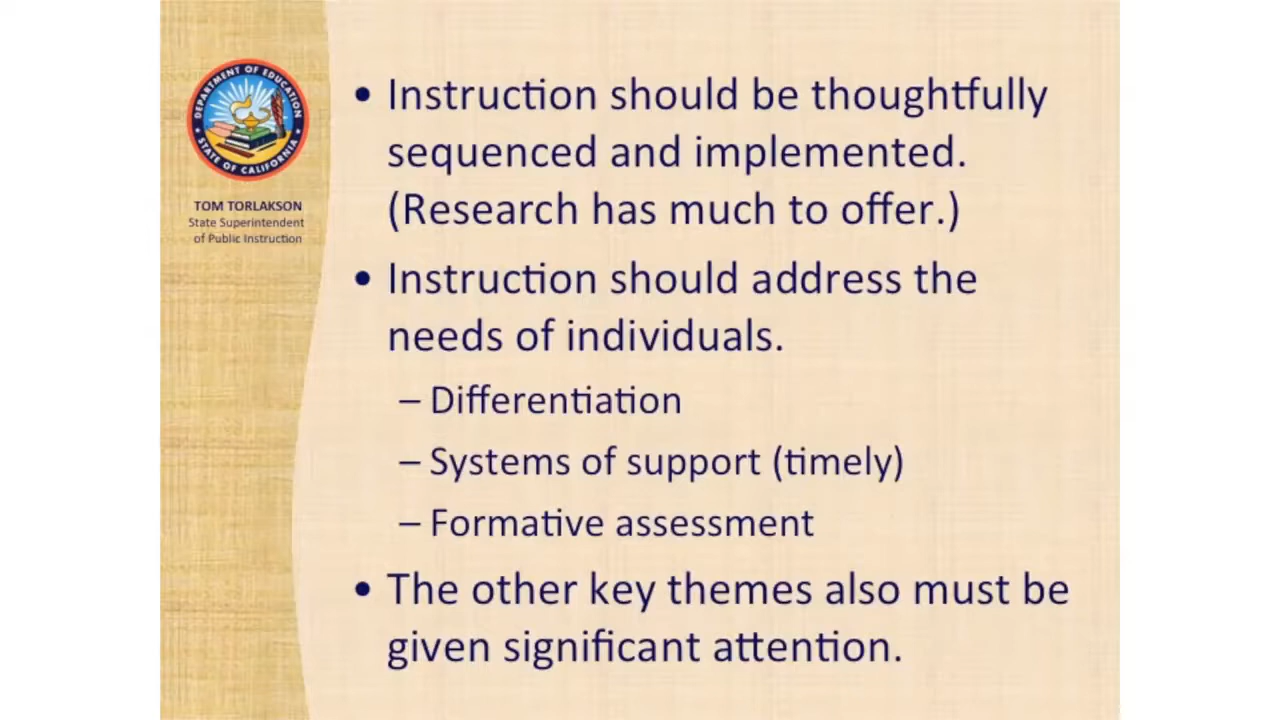 DEPARTMENT OF EDUCATION
STATE OF CALIFORNIA
TOM TORLAKSON
State Superintendent
of Public Instruction
• Instruction should be thoughtfully
sequenced and implemented.
(Research has much to offer.)
• Instruction should address the
needs of individuals.
– Differentiation
– Systems of support (timely)
– Formative assessment
• The other key themes also must be
given significant attention.